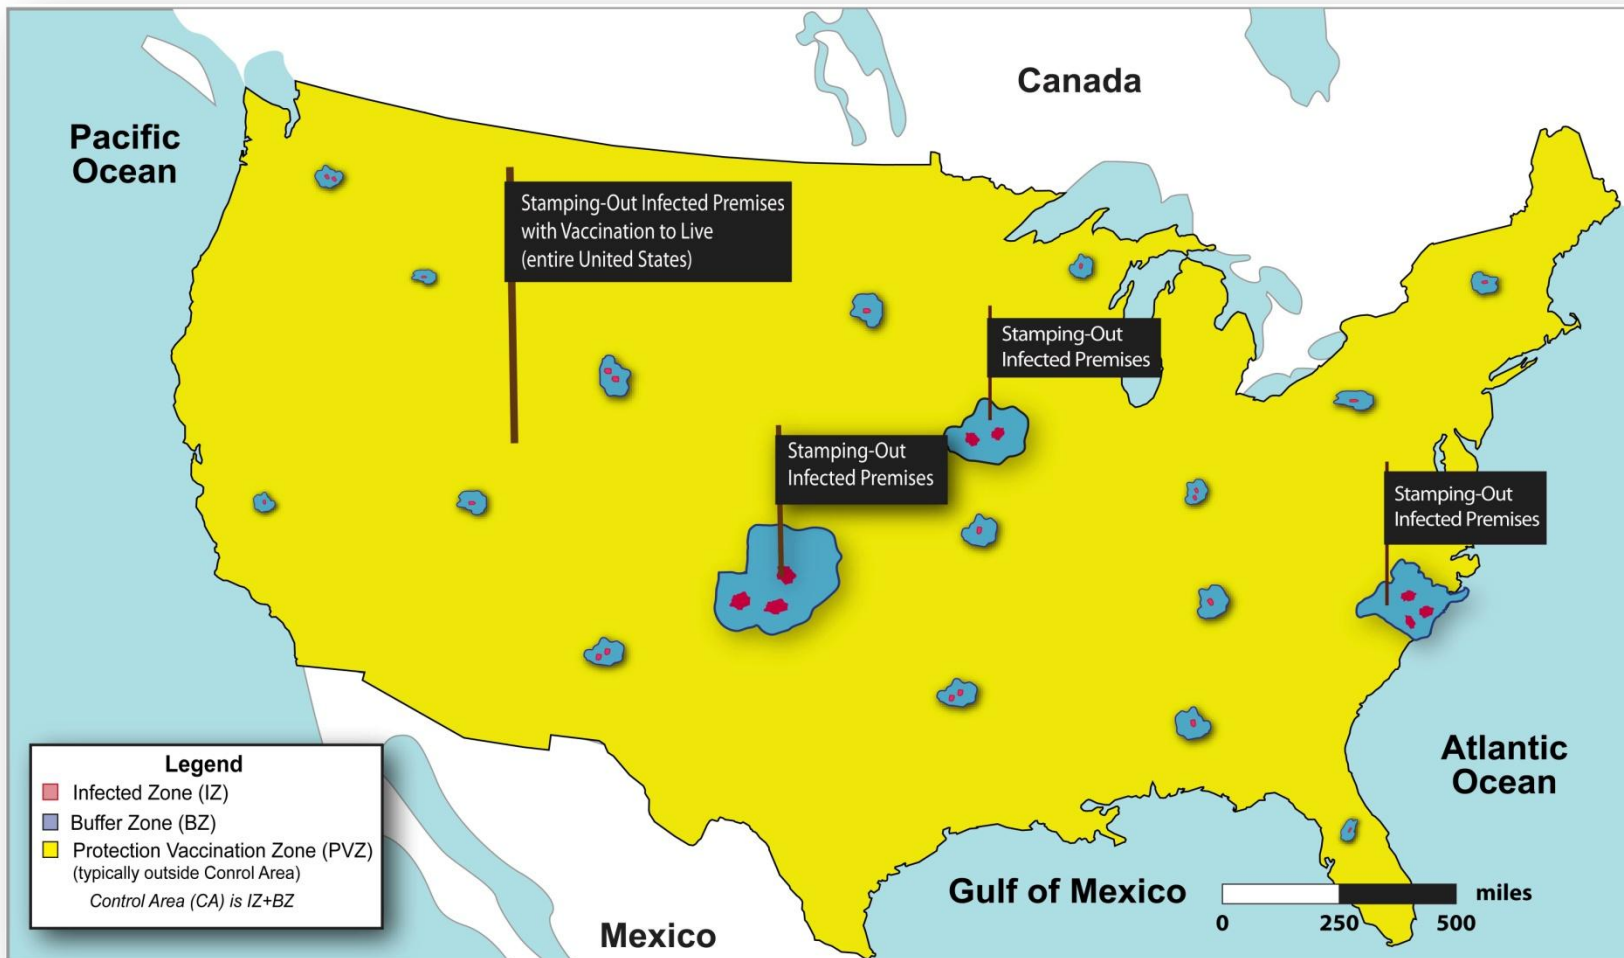 Canada
Pacific
Ocean
Stamping-Out Infected Premises
with Vaccination to Live
(entire United States)
Stamping-Out
Infected Premises
Stamping-Out
Infected Premises
Stamping-Out
Infected Premises
Atlantic
Ocean
Legend
Infected Zone (IZ)
Buffer Zone (BZ)
Protection Vaccination Zone (PVZ)
(typically outside Conrol Area)
Control Area (CA) is IZ+BZ
Gulf of Mexico
miles
0 250 500
Mexico